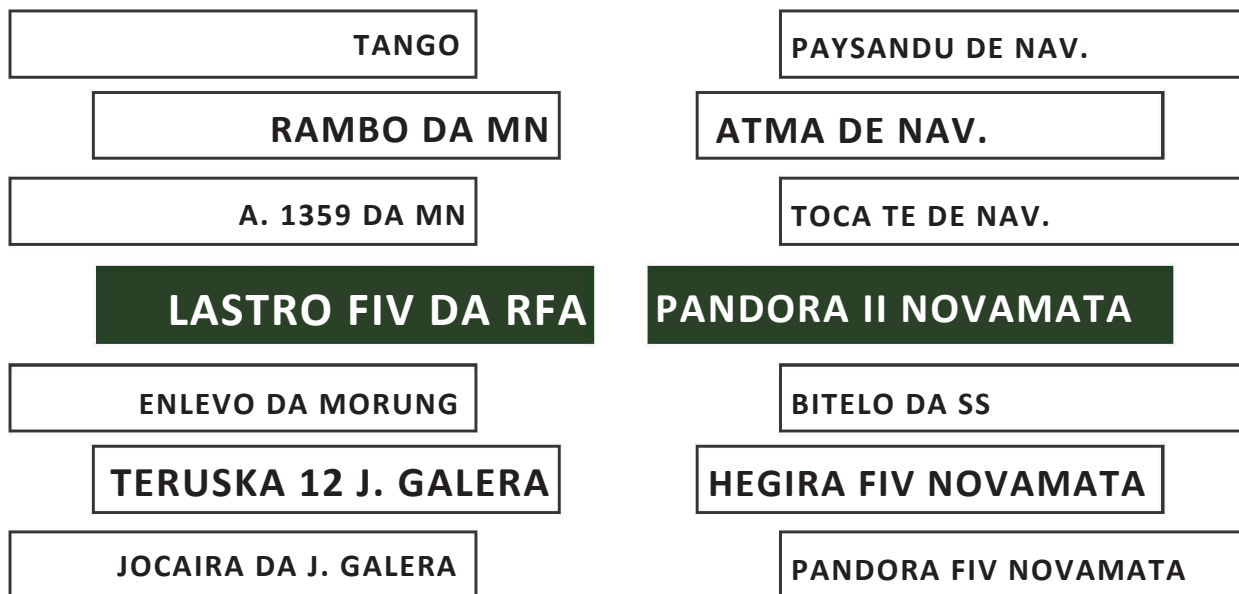 TANGO
PAYSANDU DE NAV.
RAMBO DA MN
ATMA DE NAV.
A. 1359 DA MN
TOCA TE DE NAV.
LASTRO FIV DA RFA
PANDORA II NOVAMATA
ENLEVO DA MORUNG
BITELO DA SS
TERUSKA 12 J. GALERA
HEGIRA FIV NOVAMATA
JOCAIRA DA J. GALERA
PANDORA FIV NOVAMATA